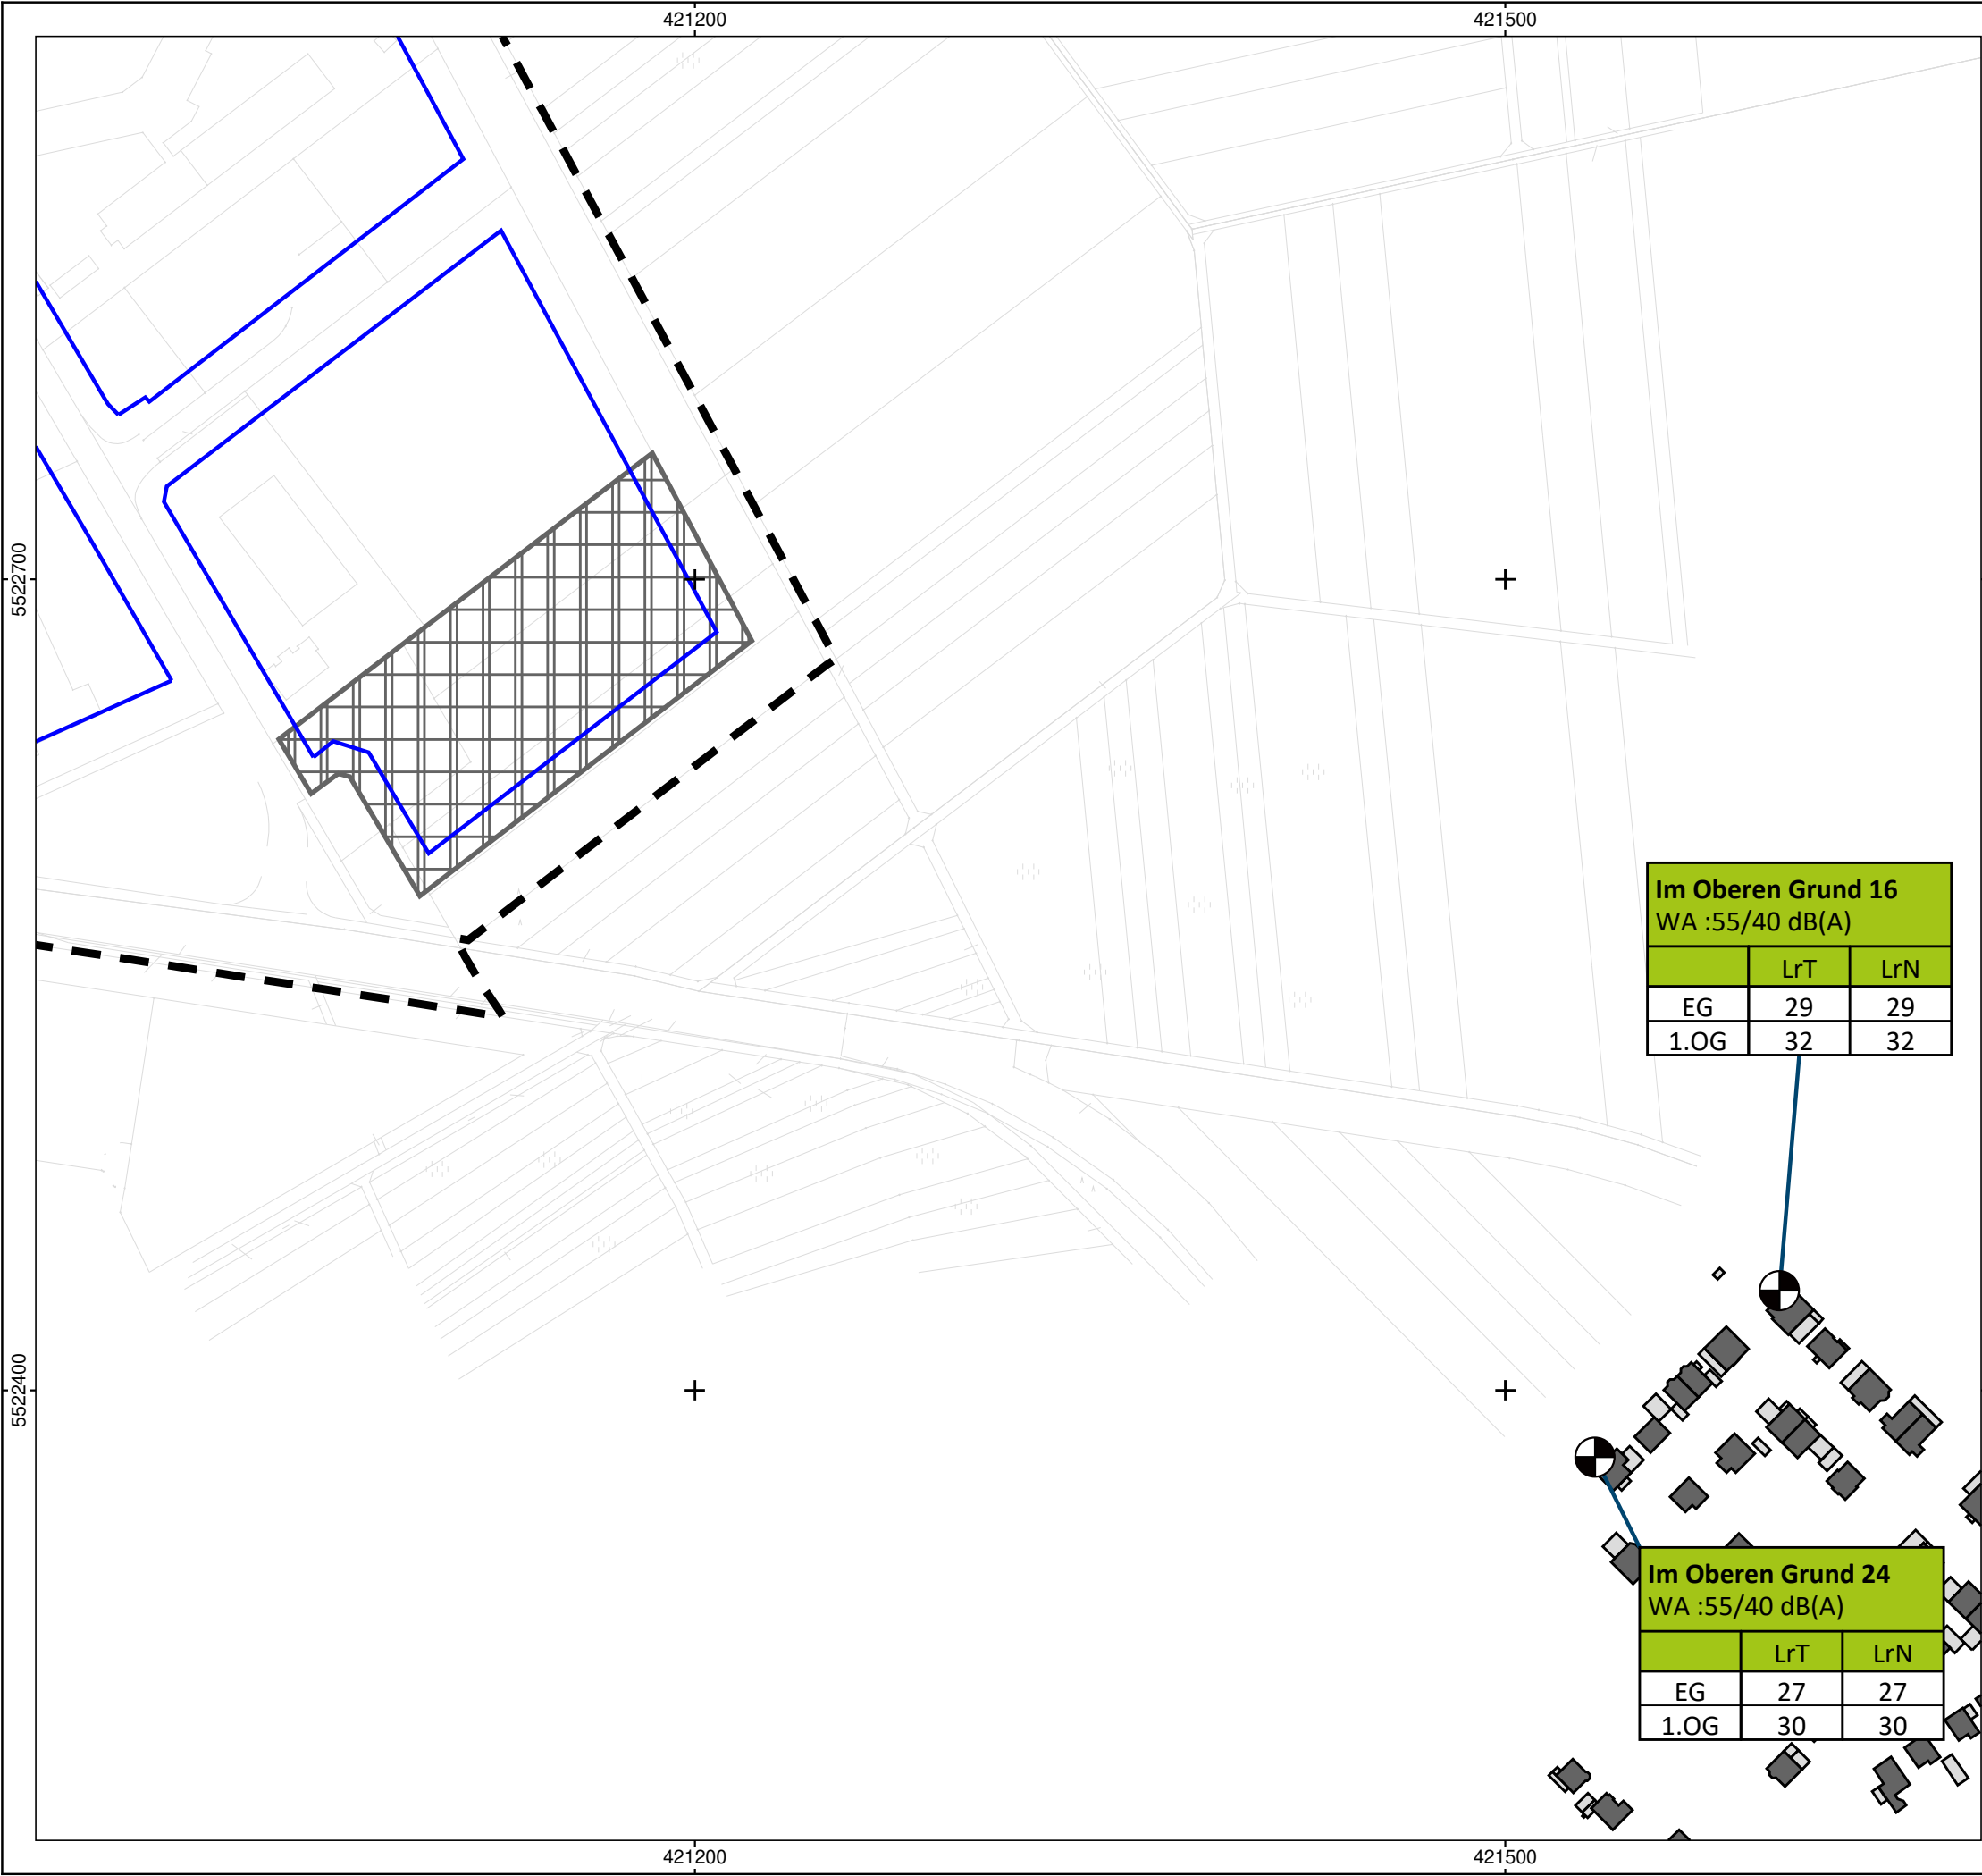 421200 421500
5522700
Im Oberen Grund 16
WA :55/40 dB(A)
LrT LrN
EG 29 29
1.OG 32 32
5522400
Im Oberen Grund 24
WA :55/40 dB(A)
LrT LrN
EG 27 27
1.OG 30 30
421200 421500